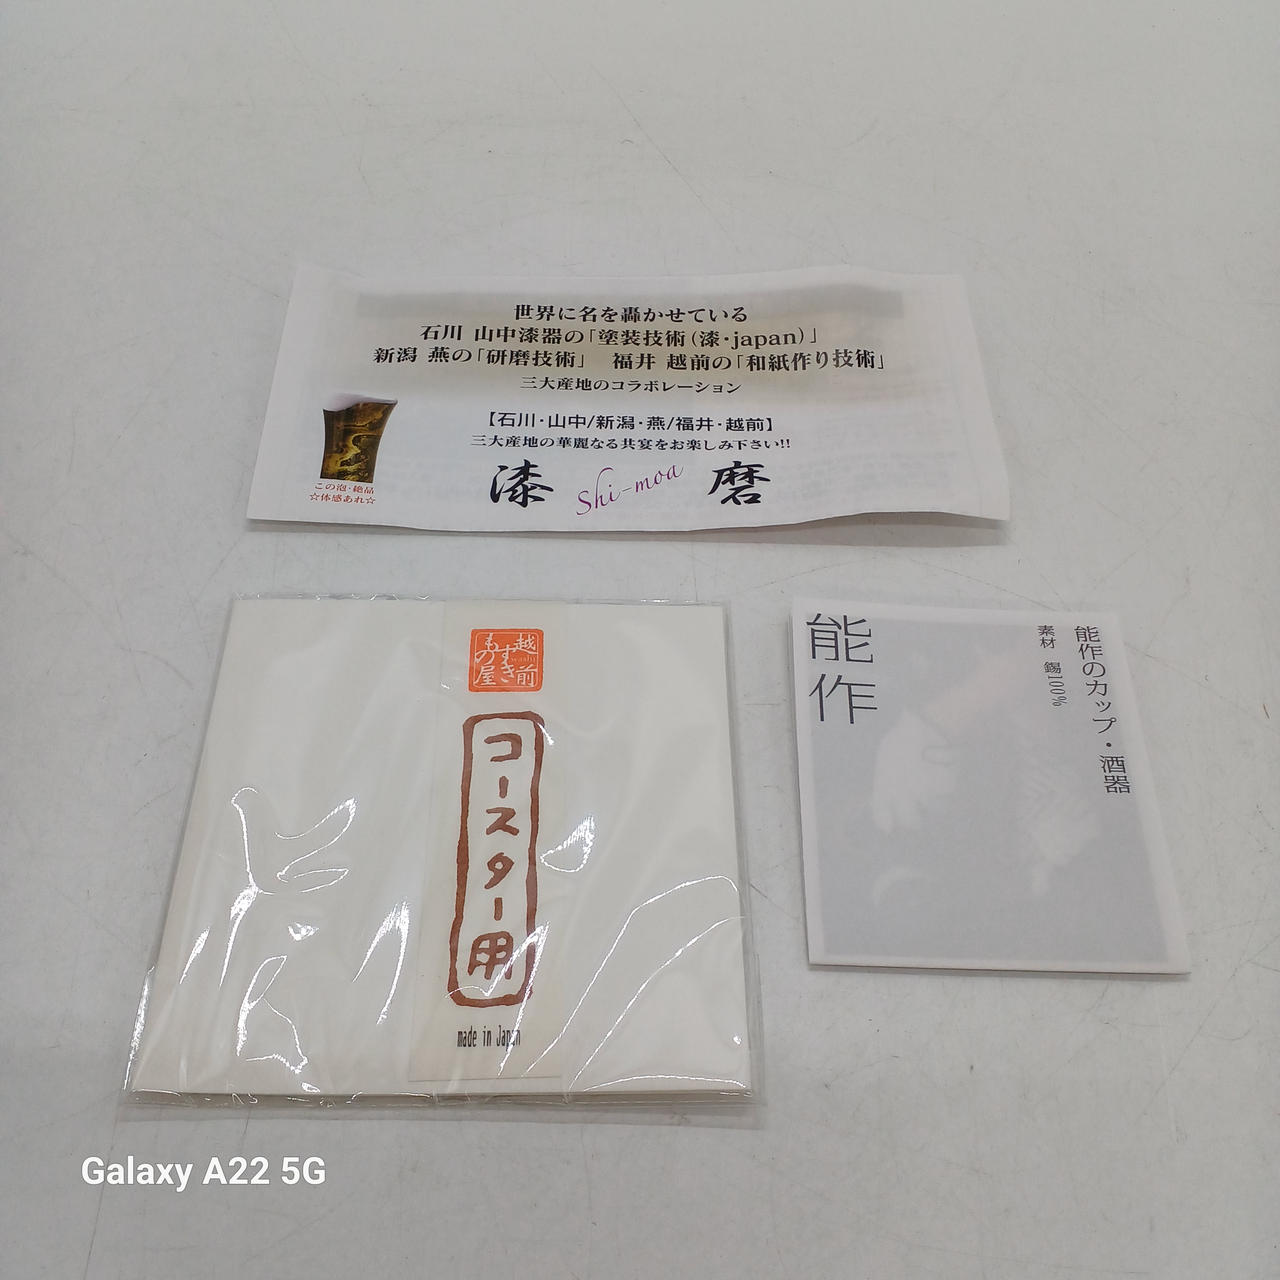 世界に名を轟かせている
石川 山中漆器の「塗装技術(漆・japan)」
新潟 燕の「研磨技術」 福井 越前の「和紙作り技術」
三大産地のコラボレーション
【石川・山中/新潟・燕/福井・越前】
三大産地の華麗なる共宴をお楽しみ下さい!!
この泡・絶品
☆体感あれ☆
漆 Shi-moa 磨
越前
washi
すき
もの屋
コースター用
made in Japan
能作のカップ・酒器
素材 錫100%
能作
Galaxy A22 5G